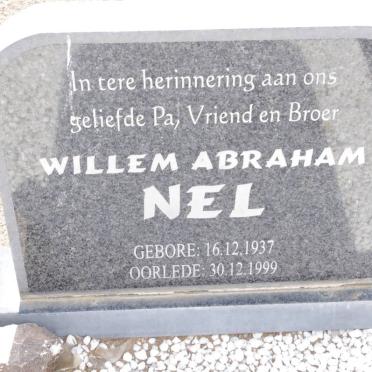 In tere herinnering aan ons
geliefde Pa, Vriend en Broer
WILLEM ABRAHAM
NEL
GEBORE: 16.12.1937
OORLEDE: 30.12.1999